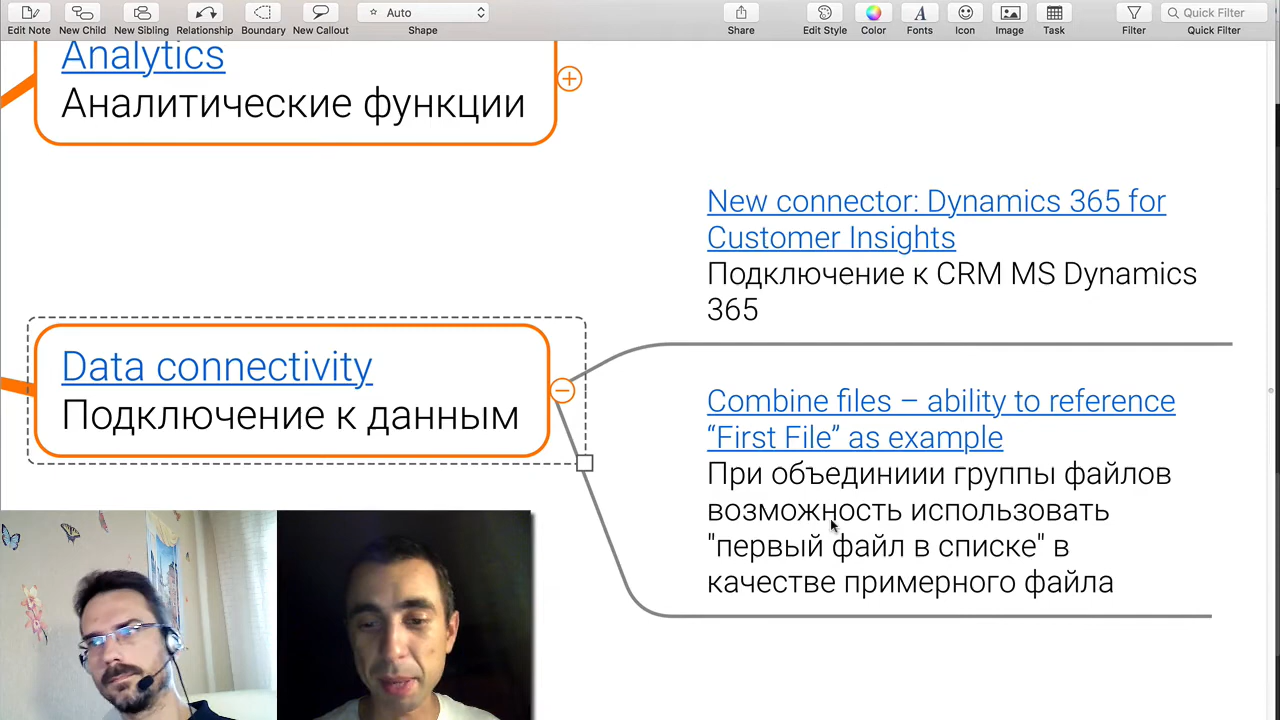 Edit Note
New Child
New Sibling
Relationship
Boundary
New Callout
Auto
Shape
Share
Edit Style
Color
Fonts
Icon
Image
Task
Filter
Quick Filter
Quick Filter
Analytics
Аналитические функции
New connector: Dynamics 365 for
Customer Insights
Подключение к CRM MS Dynamics
365
Data connectivity
Подключение к данным
Combine files – ability to reference
“First File” as example
При объединиии группы файлов
возможность использовать
"первый файл в списке" в
качестве примерного файла